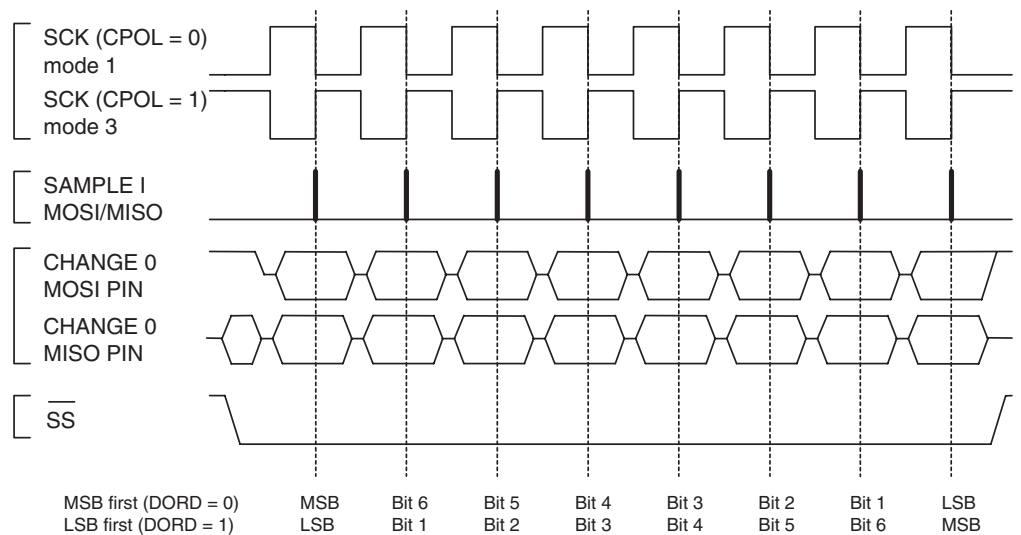 SCK (CPOL = 0)
mode 1
SCK (CPOL = 1)
mode 3
SAMPLE I
MOSI/MISO
CHANGE 0
MOSI PIN
CHANGE 0
MISO PIN
SS
MSB first (DORD = 0) MSB Bit 6 Bit 5 Bit 4 Bit 3 Bit 2 Bit 1 LSB
LSB first (DORD = 1) LSB Bit 1 Bit 2 Bit 3 Bit 4 Bit 5 Bit 6 MSB